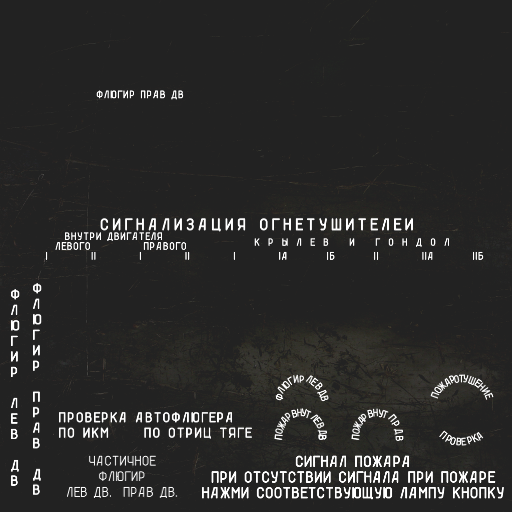 ФЛЮГИР ПРАВ ДВ
СИГНАЛИЗАЦИЯ ОГНЕТУШИТЕЛЕИ
ВНУТРИ ДВИГАТЕЛЯ
ЛЕВОГО ПРАВОГО
КРЫЛЕВ И ГОНДОЛ
I II I II I IА IБ II IIА IIБ
ФЛЮГИР ЛЕВ ДВ
ФЛЮГИР ПРАВ ДВ
ФЛЮГИР ЛЕВ ДВ
ПОЖАРОТУШЕНИЕ
ПРОВЕРКА АВТОФЛЮГЕРА
ПО ИКМ ПО ОТРИЦ ТЯГЕ
ПОЖАР ВНУТ ЛЕВ ДВ
ПОЖАР ВНУТ ПР ДВ
ПРОВЕРКА
ЧАСТИЧНОЕ
ФЛЮГИР
ЛЕВ ДВ. ПРАВ ДВ.
СИГНАЛ ПОЖАРА
ПРИ ОТСУТСТВИИ СИГНАЛА ПРИ ПОЖАРЕ
НАЖМИ СООТВЕТСТВУЮЩУЮ ЛАМПУ КНОПКУ